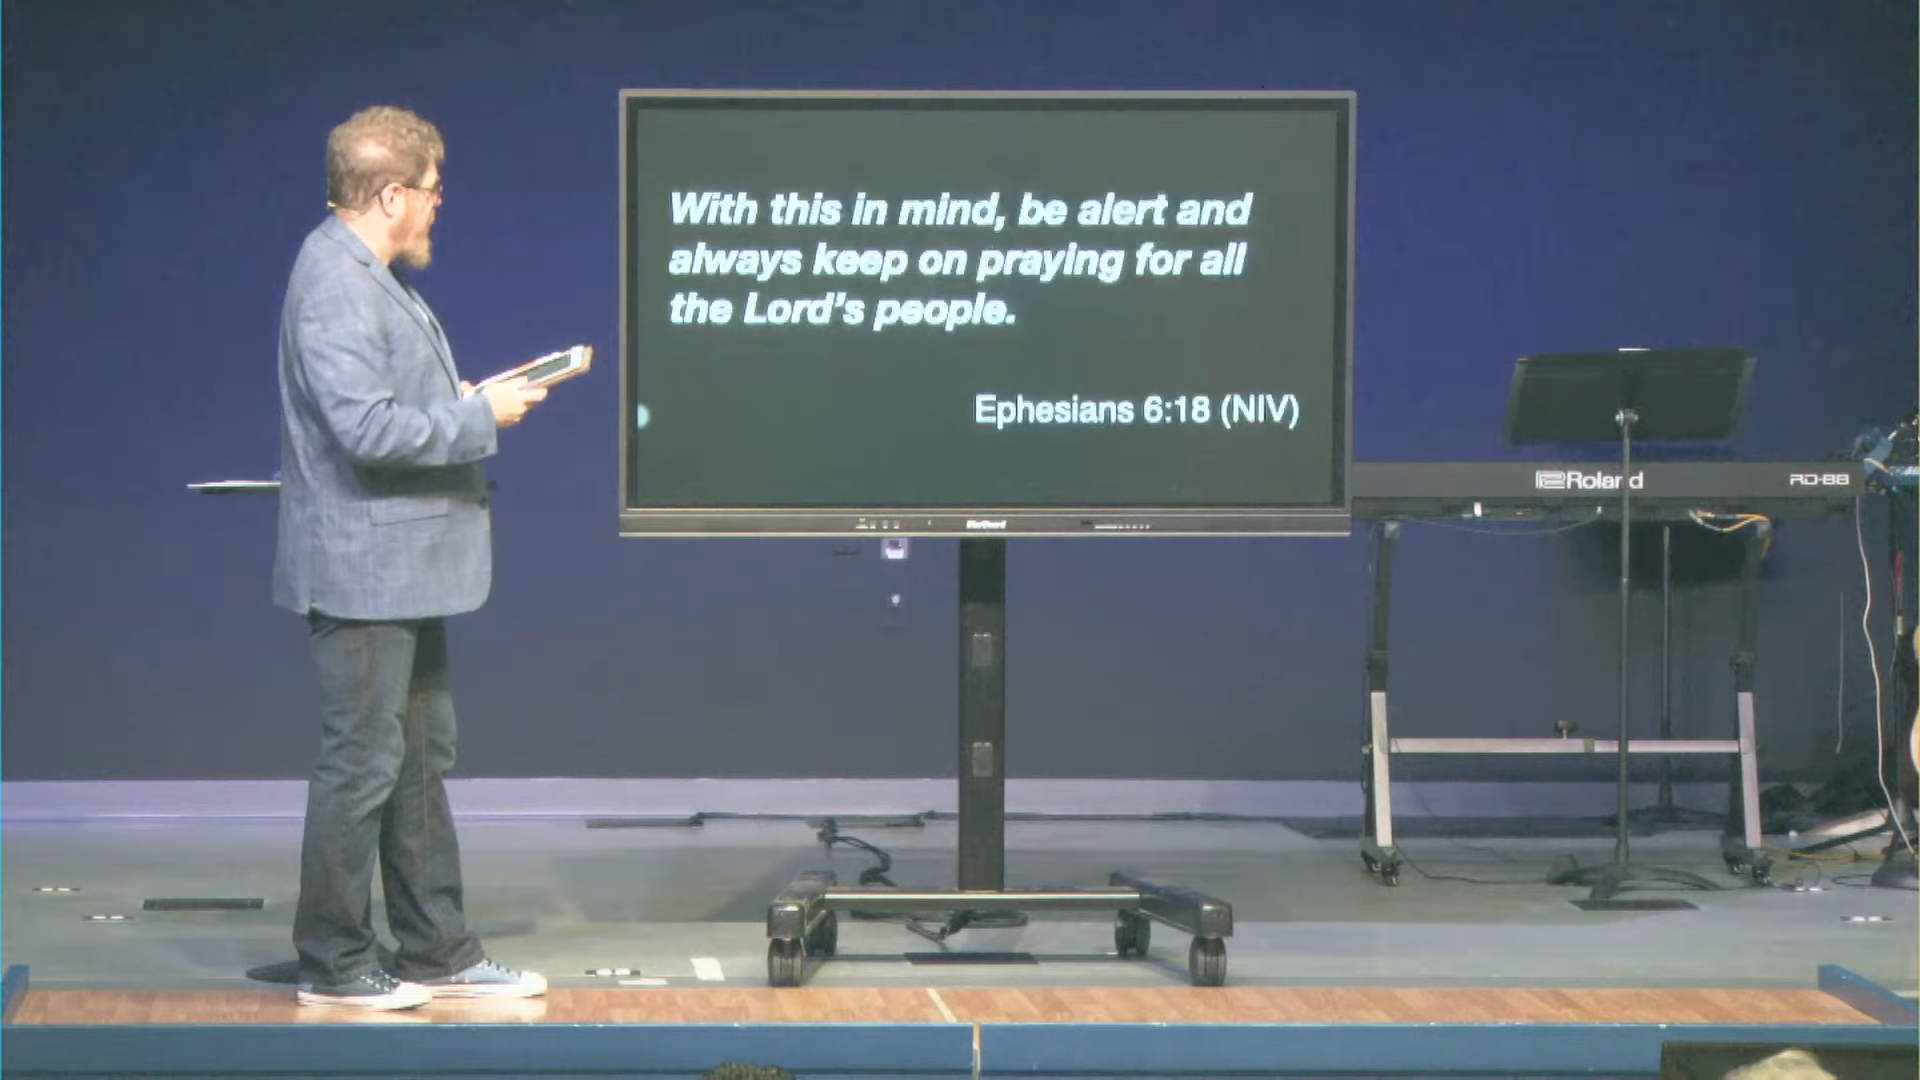 With this in mind, be alert and
always keep on praying for all
the Lord's people.
Ephesians 6:18 (NIV)
Roland
RD-88